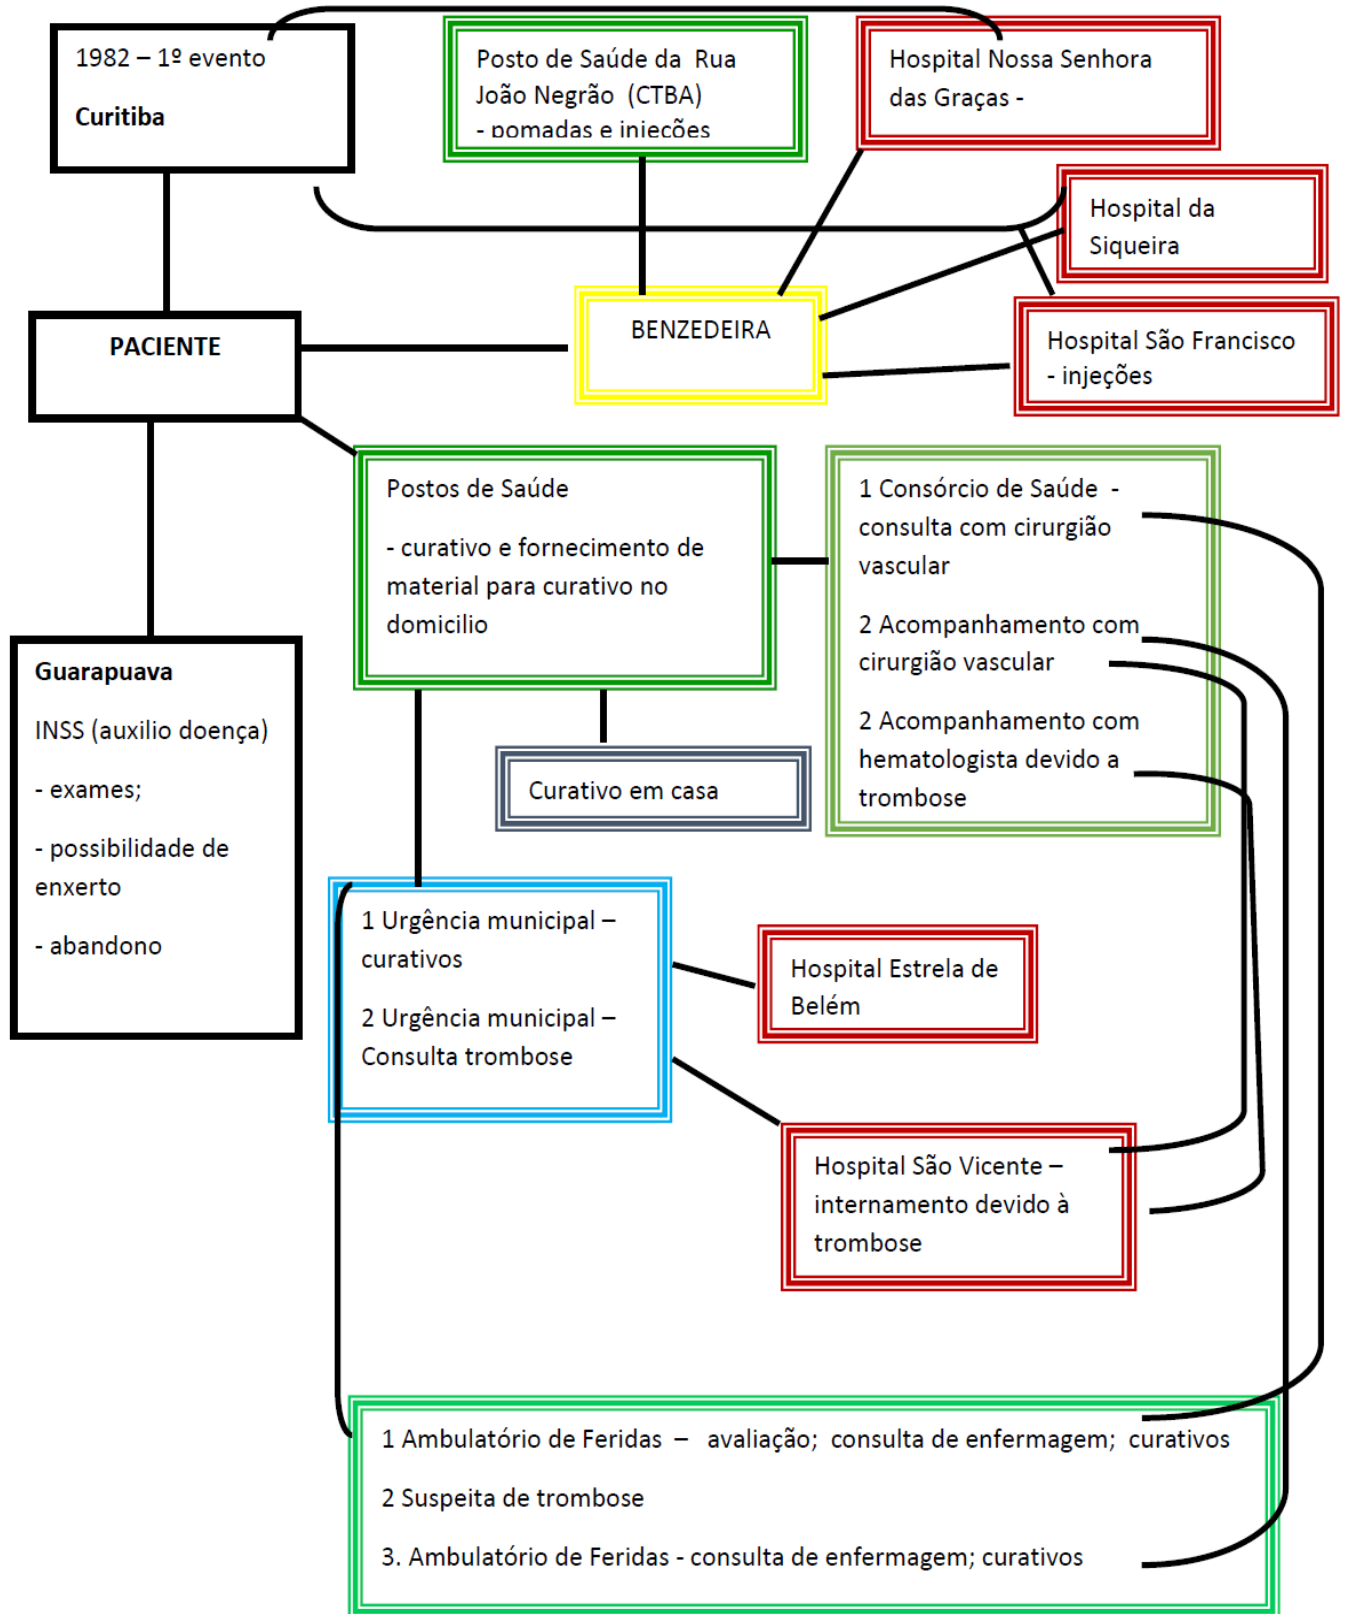 1982 – 1º evento
Curitiba
Posto de Saúde da Rua
João Negrão (CTBA)
- pomadas e injeções
Hospital Nossa Senhora
das Graças -
Hospital da
Siqueira
PACIENTE
BENZEDEIRA
Hospital São Francisco
- injeções
Postos de Saúde
- curativo e fornecimento de
material para curativo no
domicilio
1 Consórcio de Saúde -
consulta com cirurgião
vascular
2 Acompanhamento com
cirurgião vascular
2 Acompanhamento com
hematologista devido a
trombose
Guarapuava
INSS (auxilio doença)
- exames;
- possibilidade de
enxerto
- abandono
Curativo em casa
1 Urgência municipal –
curativos
2 Urgência municipal –
Consulta trombose
Hospital Estrela de
Belém
Hospital São Vicente –
internamento devido à
trombose
1 Ambulatório de Feridas – avaliação; consulta de enfermagem; curativos
2 Suspeita de trombose
3. Ambulatório de Feridas - consulta de enfermagem; curativos